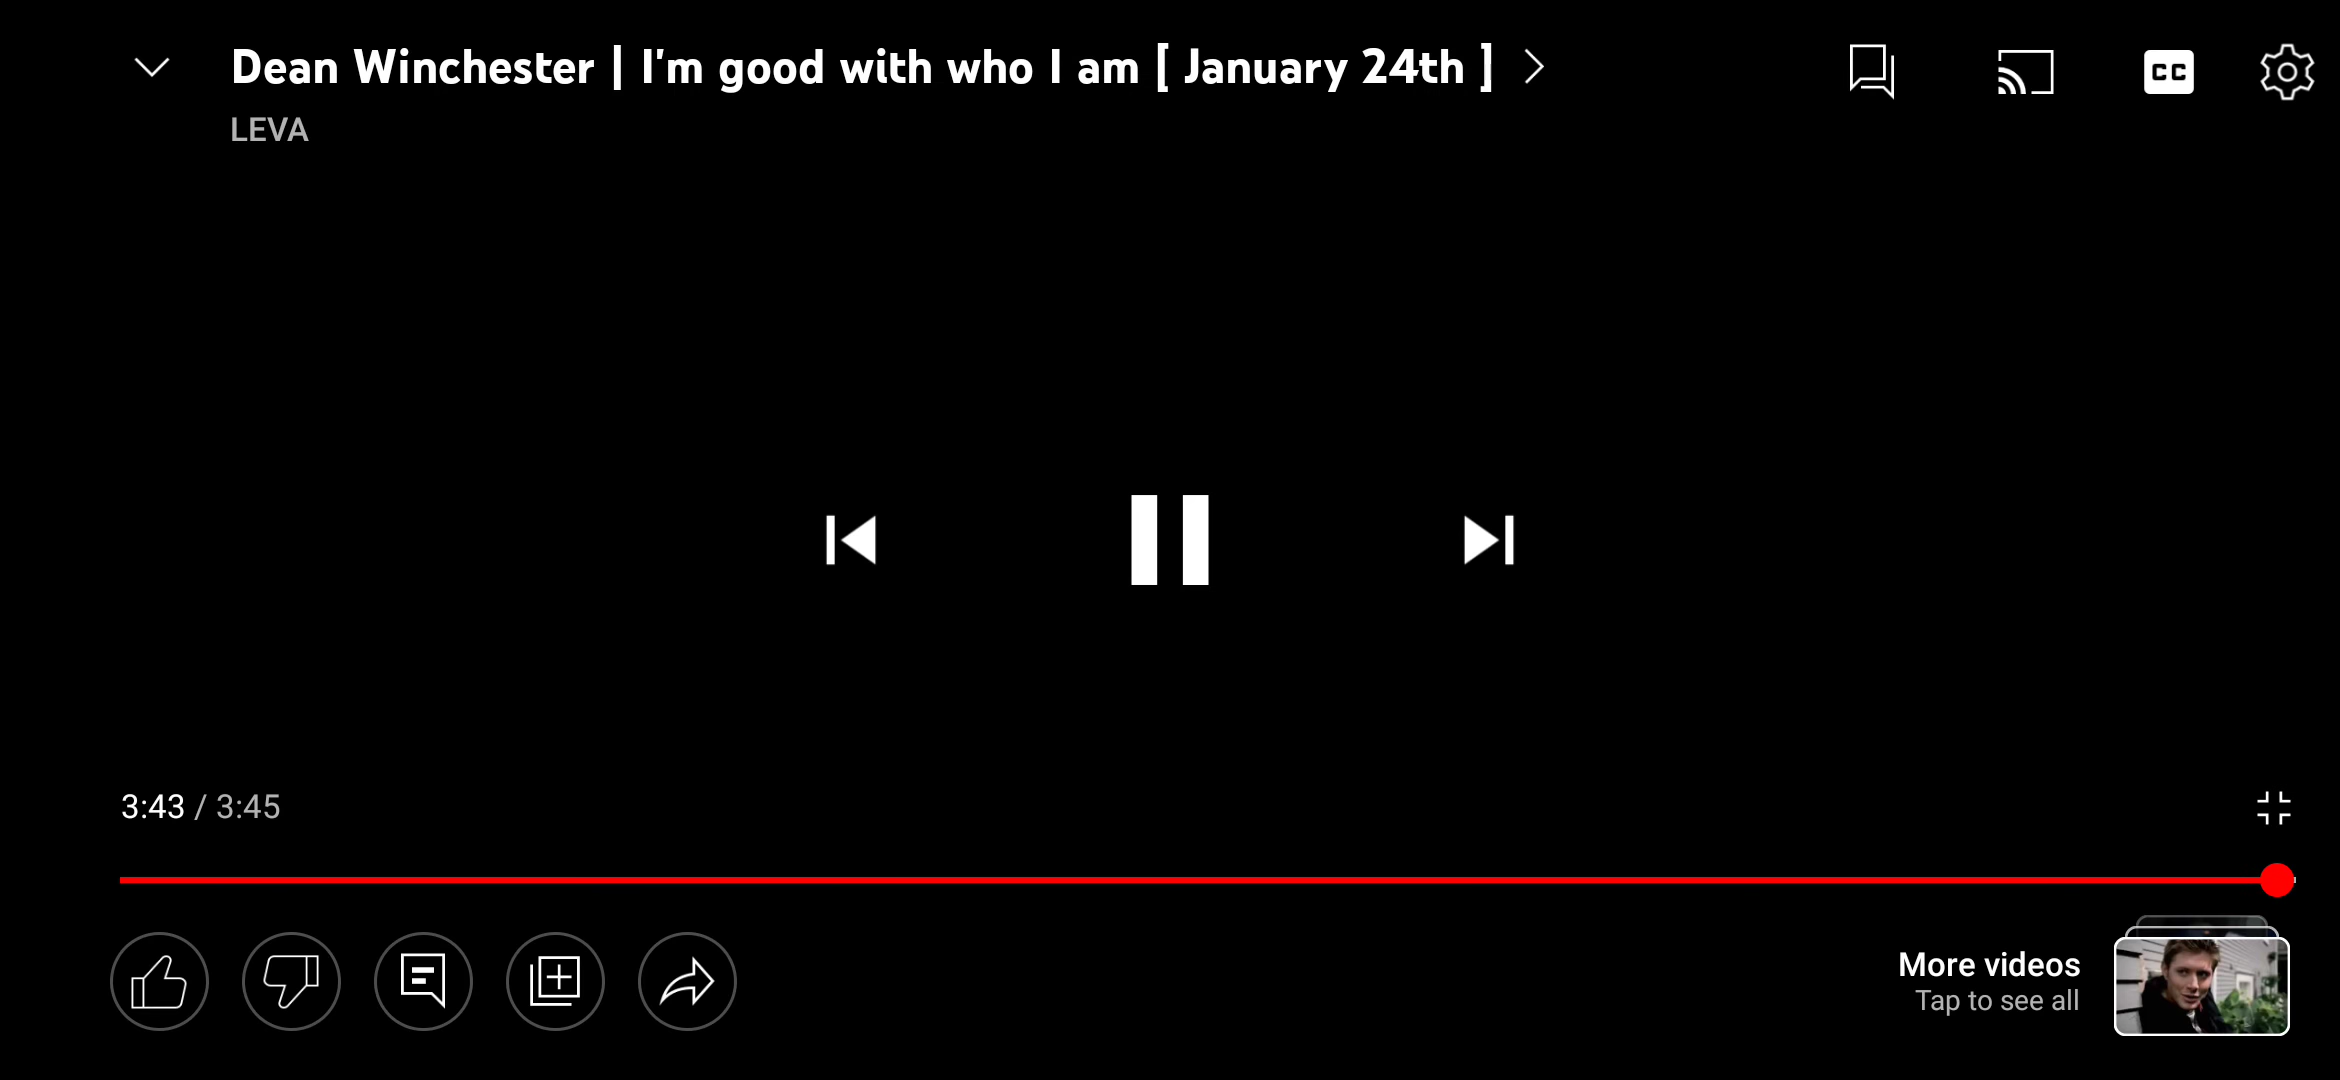 Dean Winchester | I'm good with who I am [ January 24th ]
LEVA
CC
3:43 / 3:45
More videos
Tap to see all